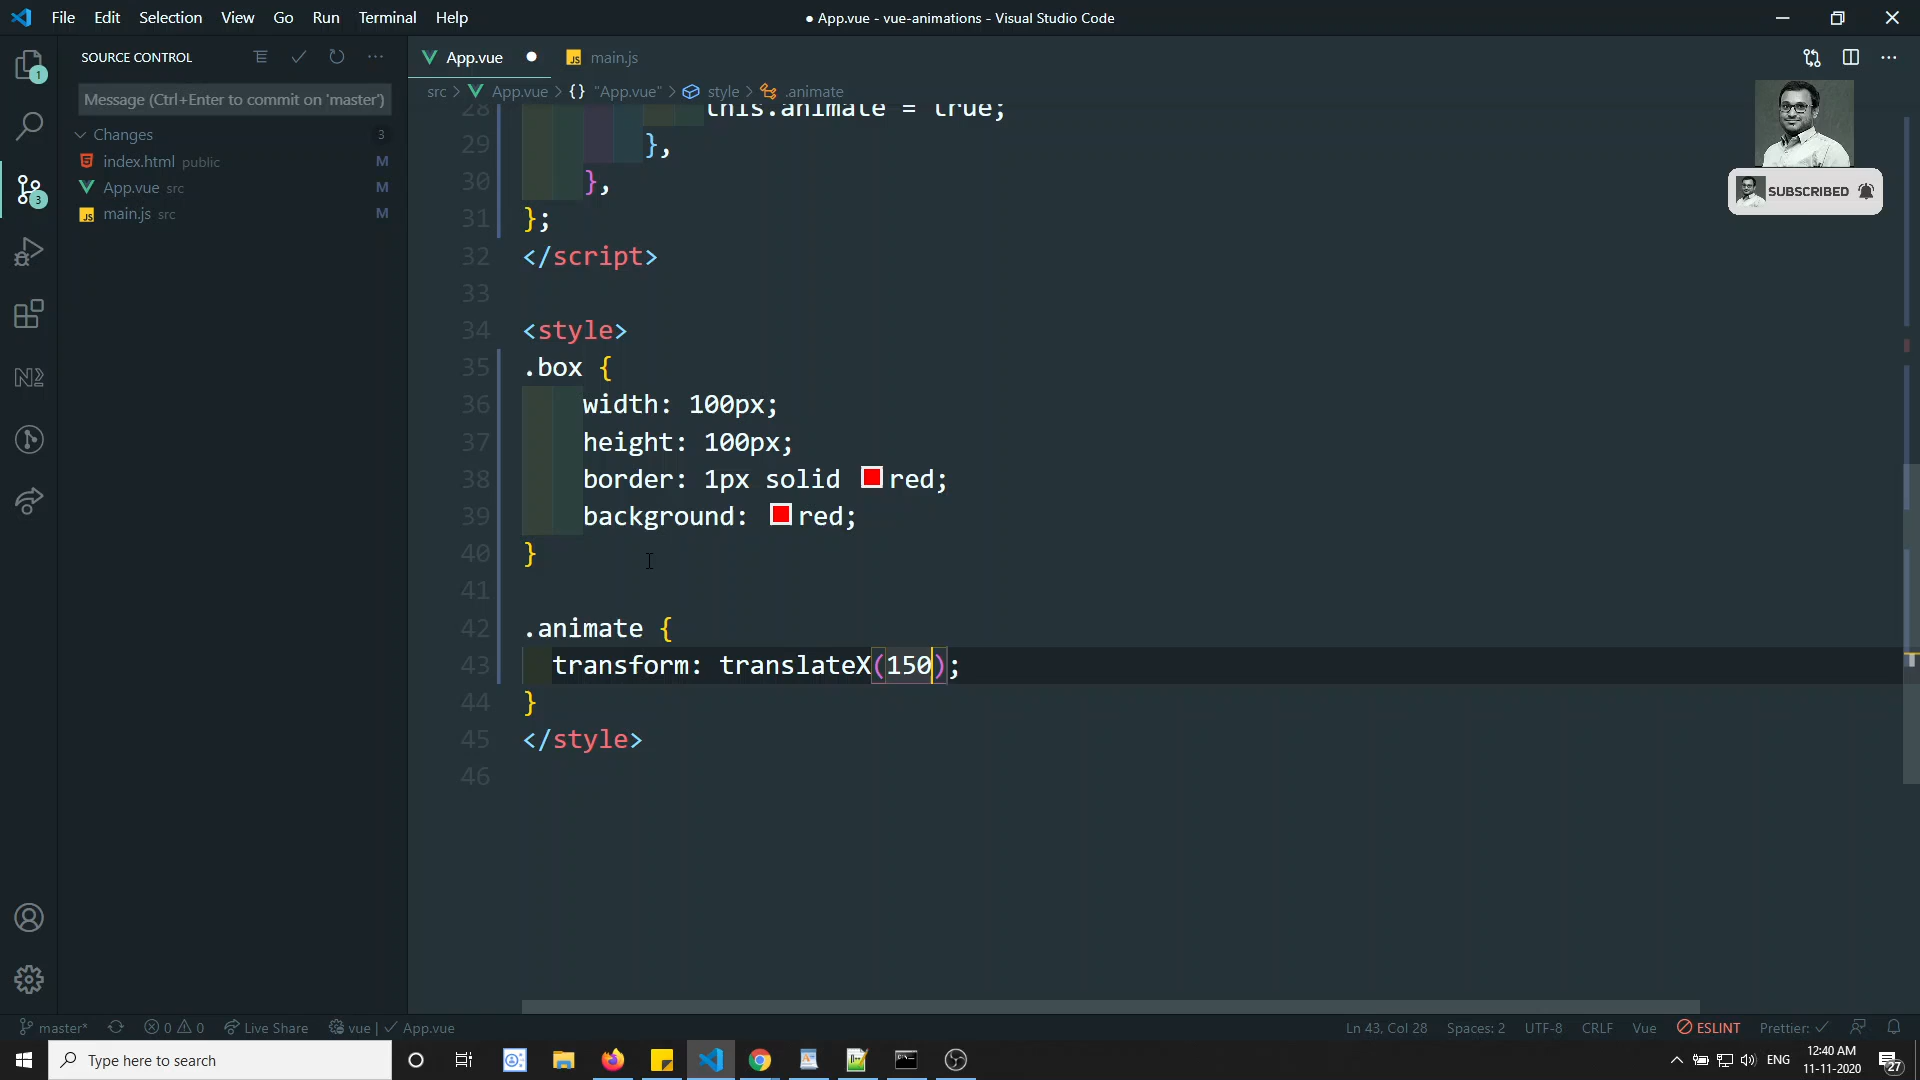 File Edit Selection View Go Run Terminal Help
● App.vue - vue-animations - Visual Studio Code
SOURCE CONTROL
Message (Ctrl+Enter to commit on 'master')
Changes 3
index.html public M
App.vue src M
main.js src M
1
3
App.vue
JS main.js
src > App.vue > {} "App.vue" > style > .animate
28 this.animate = true;
29 },
30 },
31 };
32 </script>
33
34 <style>
35 .box {
36 width: 100px;
37 height: 100px;
38 border: 1px solid red;
39 background: red;
40 }
41
42 .animate {
43 transform: translateX(150);
44 }
45 </style>
46
SUBSCRIBED
master* 0 0 Live Share vue | ✓ App.vue
Ln 43, Col 28 Spaces: 2 UTF-8 CRLF Vue ESLINT Prettier: ✓
Type here to search
ENG
12:40 AM
11-11-2020
27